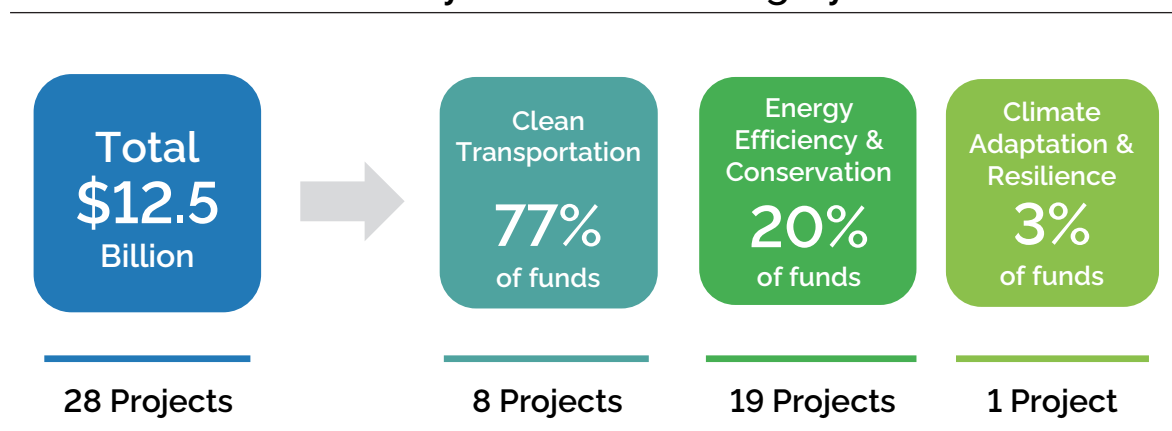 Total
$12.5
Billion
28 Projects
Clean
Transportation
77%
of funds
8 Projects
Energy
Efficiency &
Conservation
20%
of funds
19 Projects
Climate
Adaptation &
Resilience
3%
of funds
1 Project